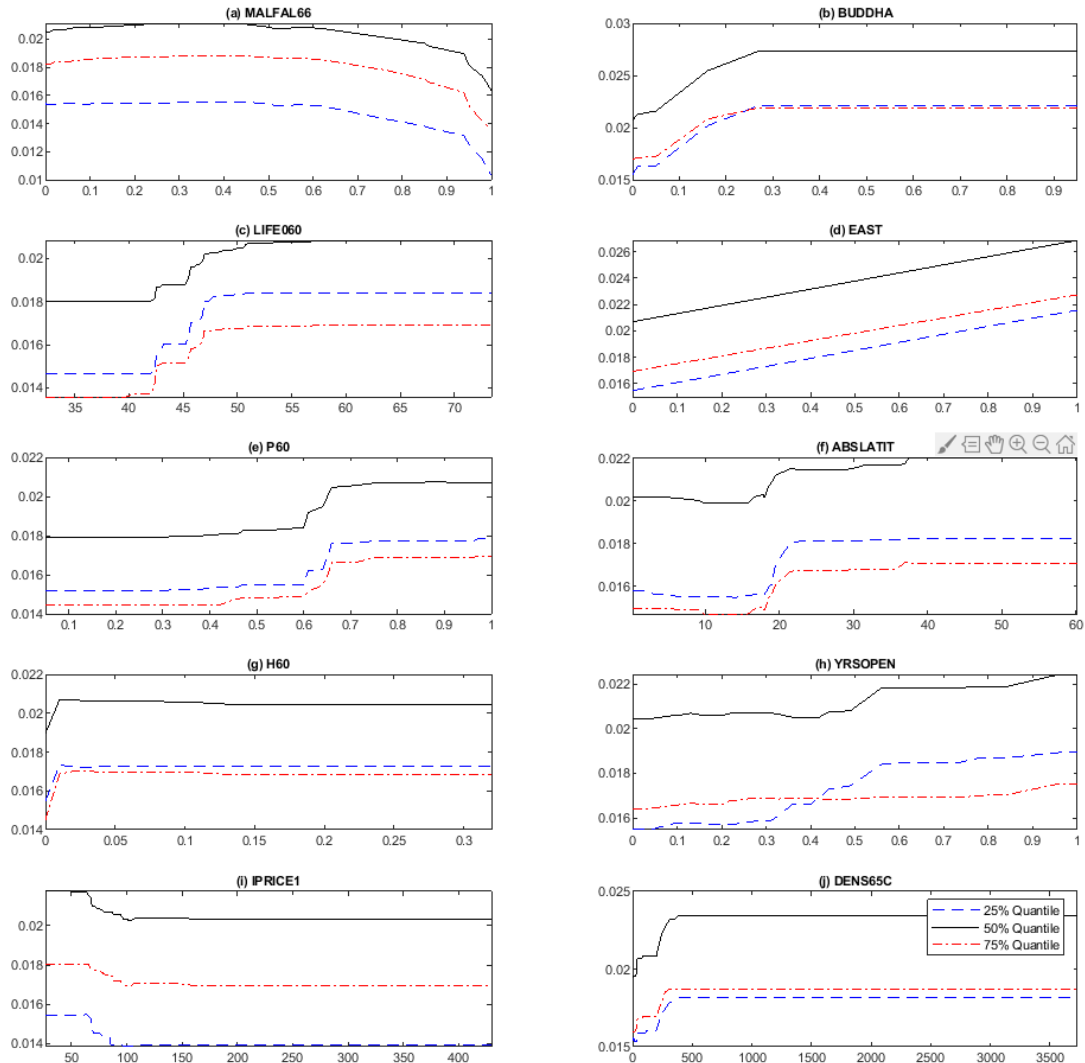 (a) MALFAL66
0.02
0.018
0.016
0.014
0.012
0.01
0 0.1 0.2 0.3 0.4 0.5 0.6 0.7 0.8 0.9 1
(b) BUDDHA
0.03
0.025
0.02
0.015
0 0.1 0.2 0.3 0.4 0.5 0.6 0.7 0.8 0.9
(c) LIFE060
0.02
0.018
0.016
0.014
35 40 45 50 55 60 65 70
(d) EAST
0.026
0.024
0.022
0.02
0.018
0.016
0 0.1 0.2 0.3 0.4 0.5 0.6 0.7 0.8 0.9 1
(e) P60
0.022
0.02
0.018
0.016
0.014
0.1 0.2 0.3 0.4 0.5 0.6 0.7 0.8 0.9 1
(f) ABSLATIT
0.022
0.02
0.018
0.016
10 20 30 40 50 60
(g) H60
0.022
0.02
0.018
0.016
0.014
0 0.05 0.1 0.15 0.2 0.25 0.3
(h) YRSOPEN
0.022
0.02
0.018
0.016
0 0.1 0.2 0.3 0.4 0.5 0.6 0.7 0.8 0.9 1
(i) IPRICE1
0.02
0.018
0.016
0.014
50 100 150 200 250 300 350 400
(j) DENS65C
0.025
0.02
0.015
0 500 1000 1500 2000 2500 3000 3500
25% Quantile
50% Quantile
75% Quantile